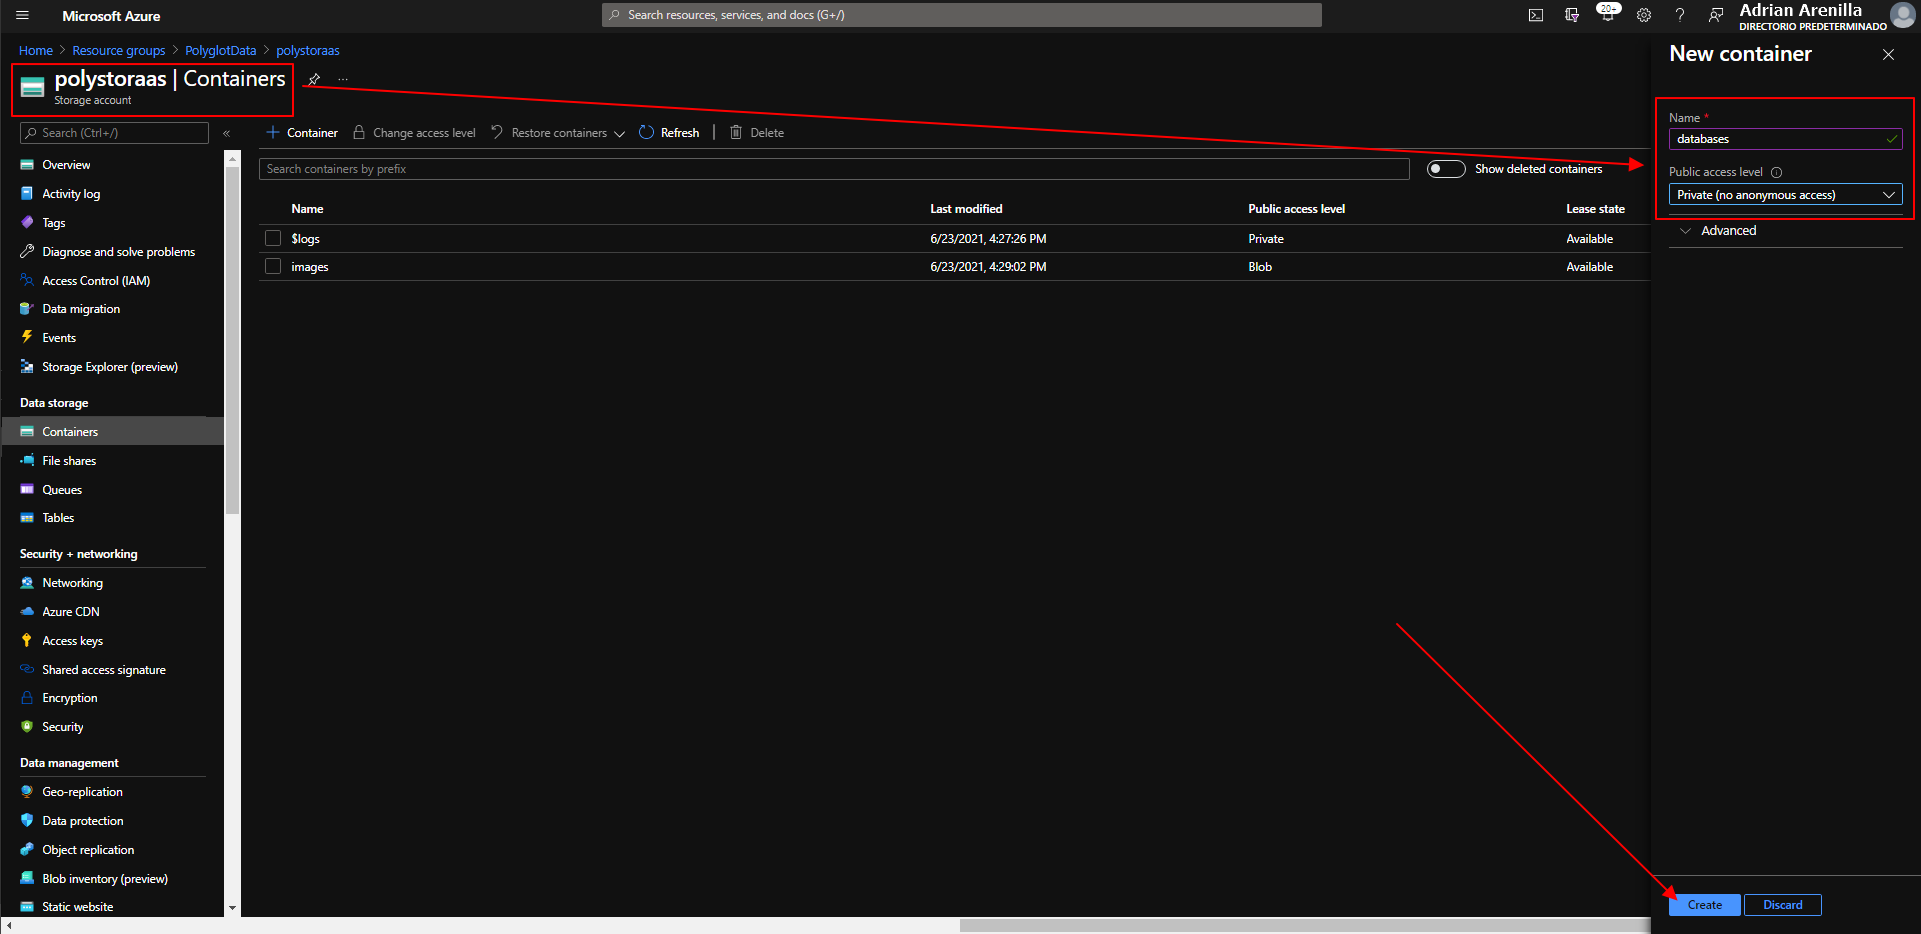 Microsoft Azure
Search resources, services, and docs (G+/)
20+
Adrian Arenilla
DIRECTORIO PREDETERMINADO
Home > Resource groups > PolyglotData > polystoraas
polystoraas | Containers
Storage account
Search (Ctrl+/)
Overview
Activity log
Tags
Diagnose and solve problems
Access Control (IAM)
Data migration
Events
Storage Explorer (preview)
Data storage
Containers
File shares
Queues
Tables
Security + networking
Networking
Azure CDN
Access keys
Shared access signature
Encryption
Security
Data management
Geo-replication
Data protection
Object replication
Blob inventory (preview)
Static website
Container Change access level Restore containers Refresh Delete
Search containers by prefix
Show deleted containers
Name Last modified Public access level Lease state
$logs 6/23/2021, 4:27:26 PM Private Available
images 6/23/2021, 4:29:02 PM Blob Available
New container
Name *
databases
Public access level
Private (no anonymous access)
Advanced
Create Discard